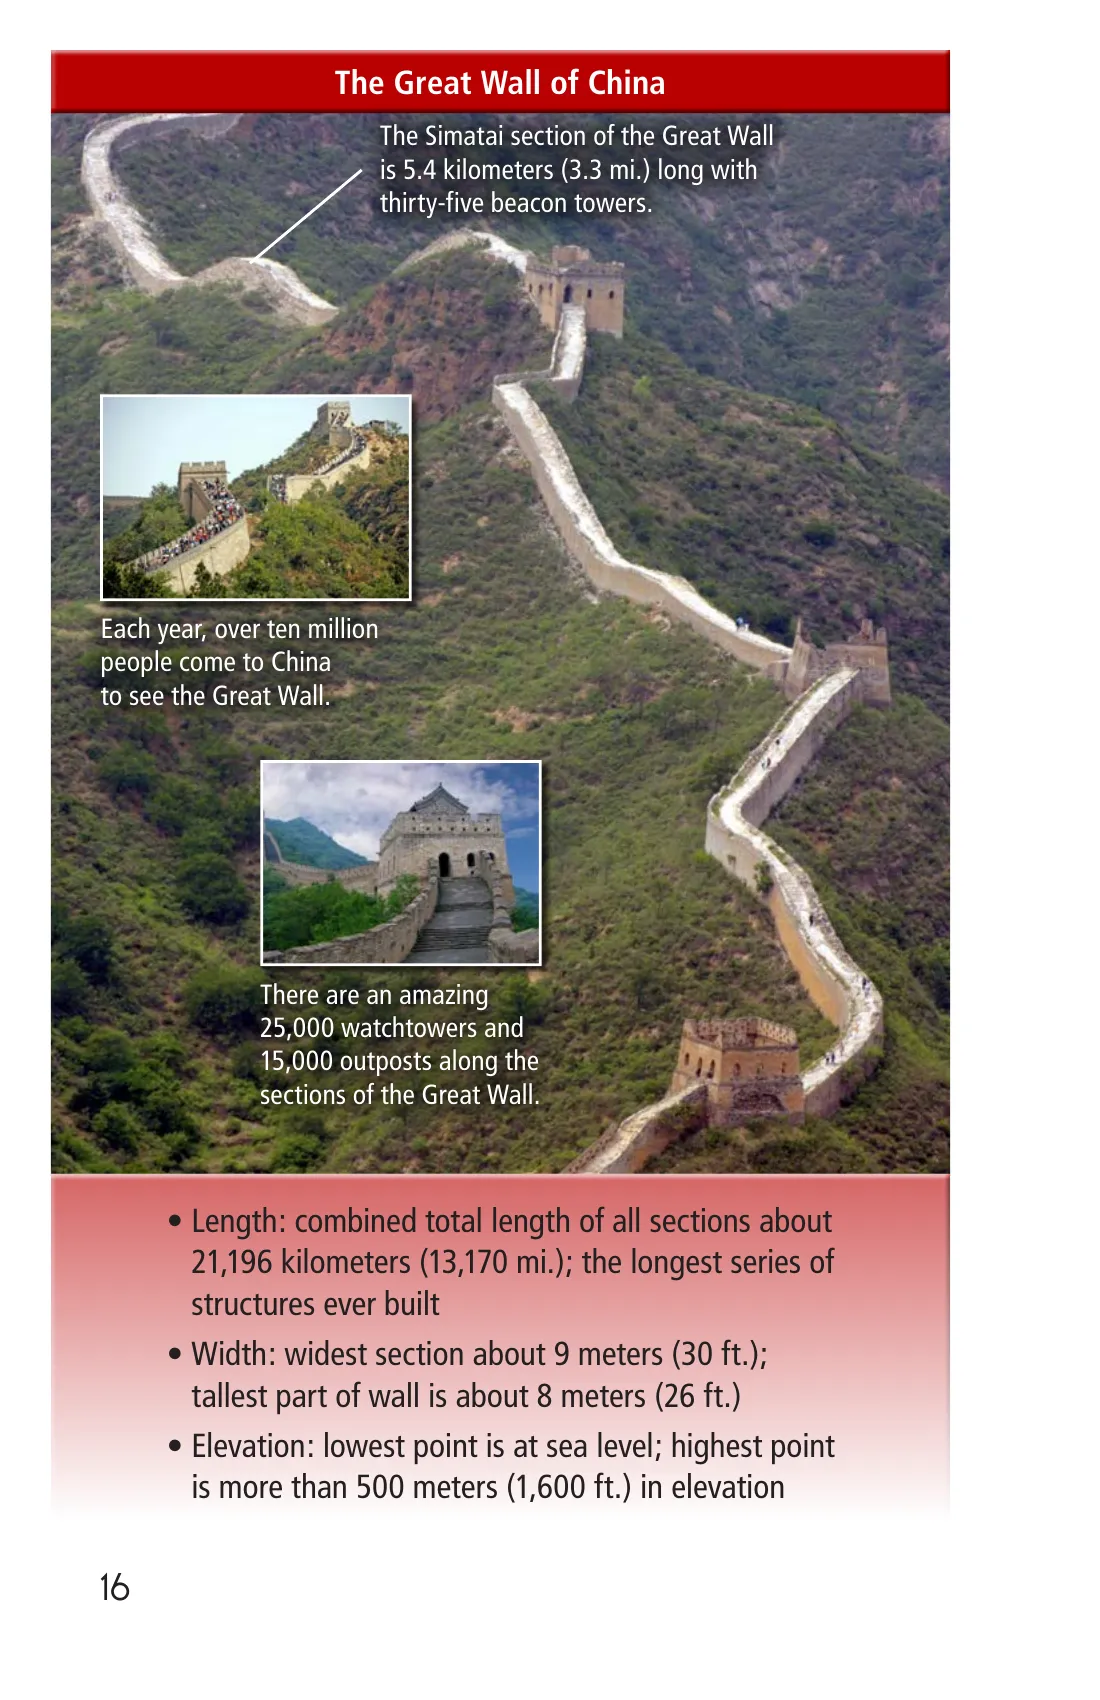 The Great Wall of China
The Simatai section of the Great Wall
is 5.4 kilometers (3.3 mi.) long with
thirty-five beacon towers.
Each year, over ten million
people come to China
to see the Great Wall.
There are an amazing
25,000 watchtowers and
15,000 outposts along the
sections of the Great Wall.
• Length: combined total length of all sections about
21,196 kilometers (13,170 mi.); the longest series of
structures ever built
• Width: widest section about 9 meters (30 ft.);
tallest part of wall is about 8 meters (26 ft.)
• Elevation: lowest point is at sea level; highest point
is more than 500 meters (1,600 ft.) in elevation
16